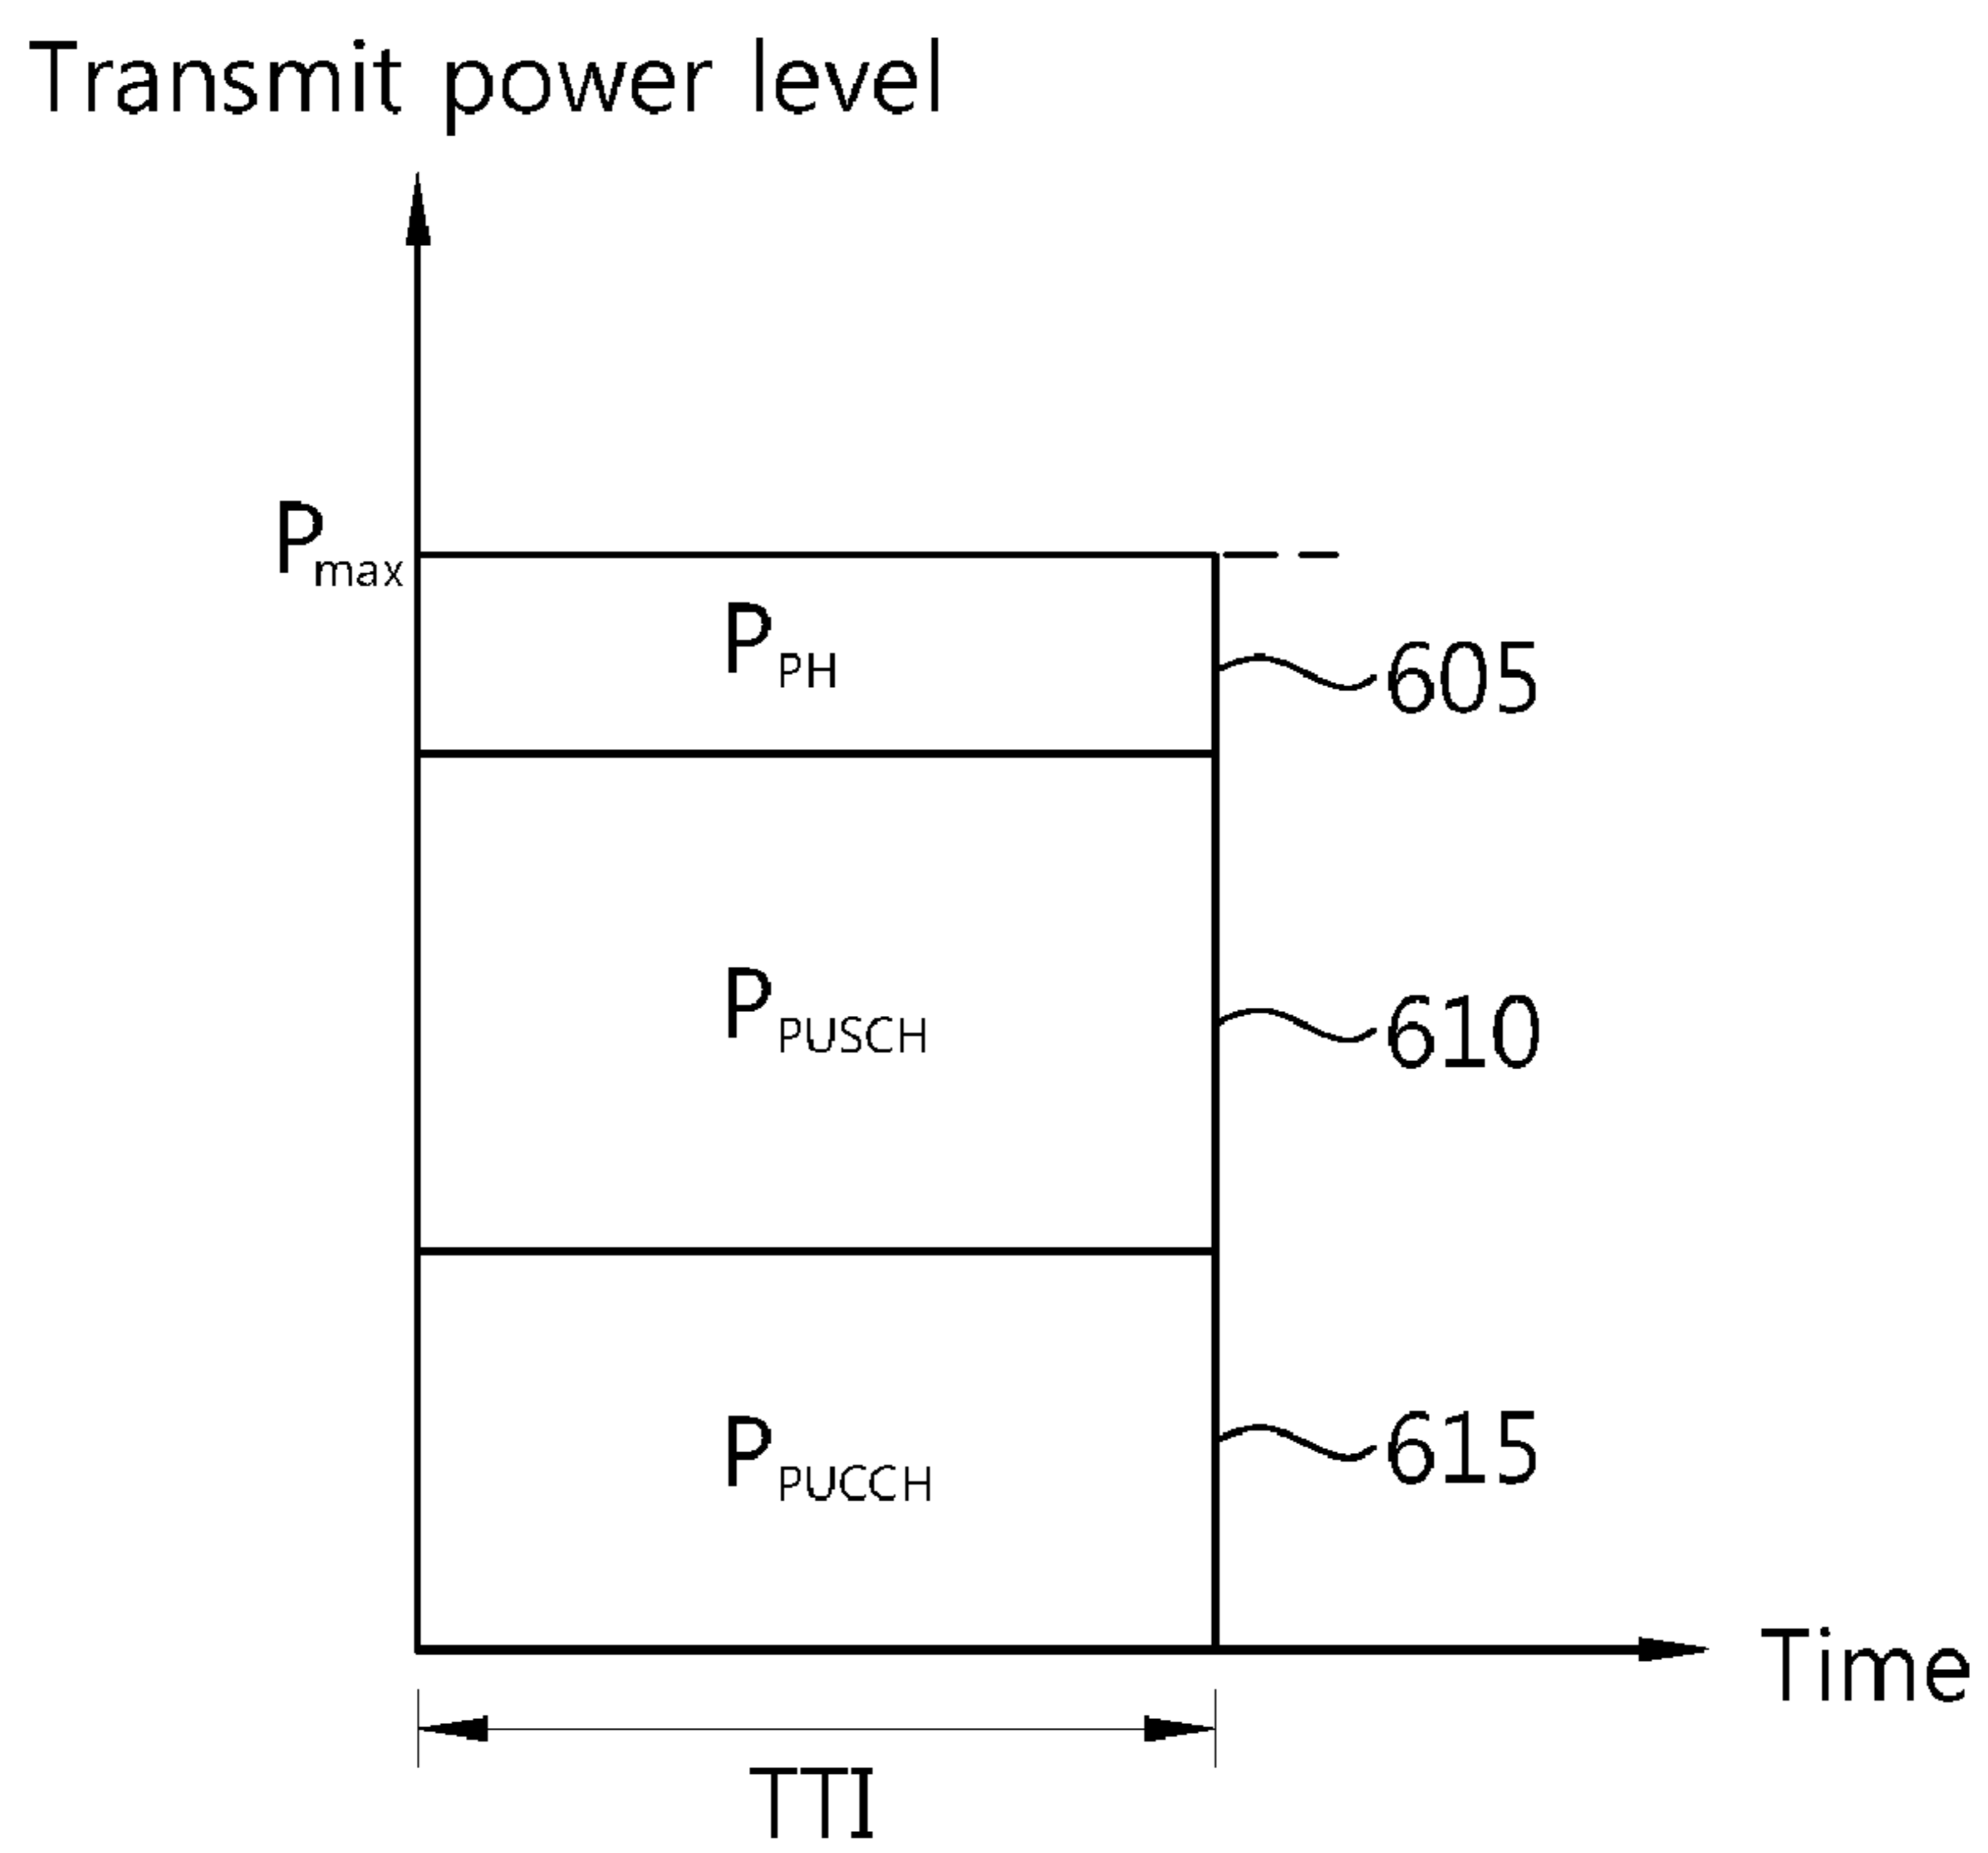 Transmit power level
Pmax
PPH
605
PPUSCH
610
PPUCCH
615
Time
TTI